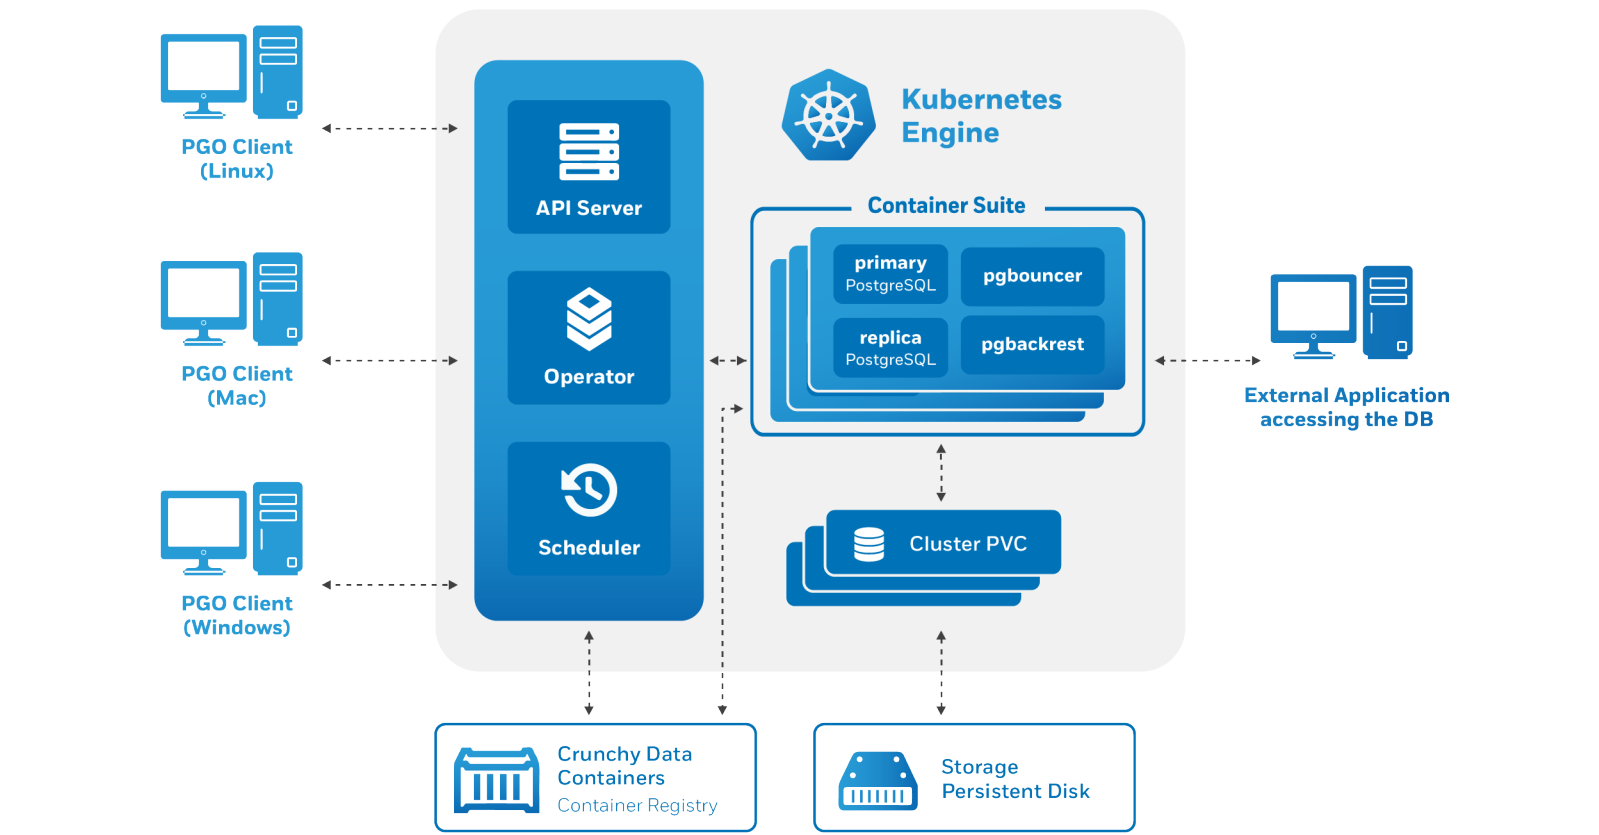 PGO Client
(Linux)
PGO Client
(Mac)
PGO Client
(Windows)
API Server
Operator
Scheduler
Kubernetes
Engine
Container Suite
primary
PostgreSQL
pgbouncer
replica
PostgreSQL
pgbackrest
Cluster PVC
External Application
accessing the DB
Crunchy Data
Containers
Container Registry
Storage
Persistent Disk